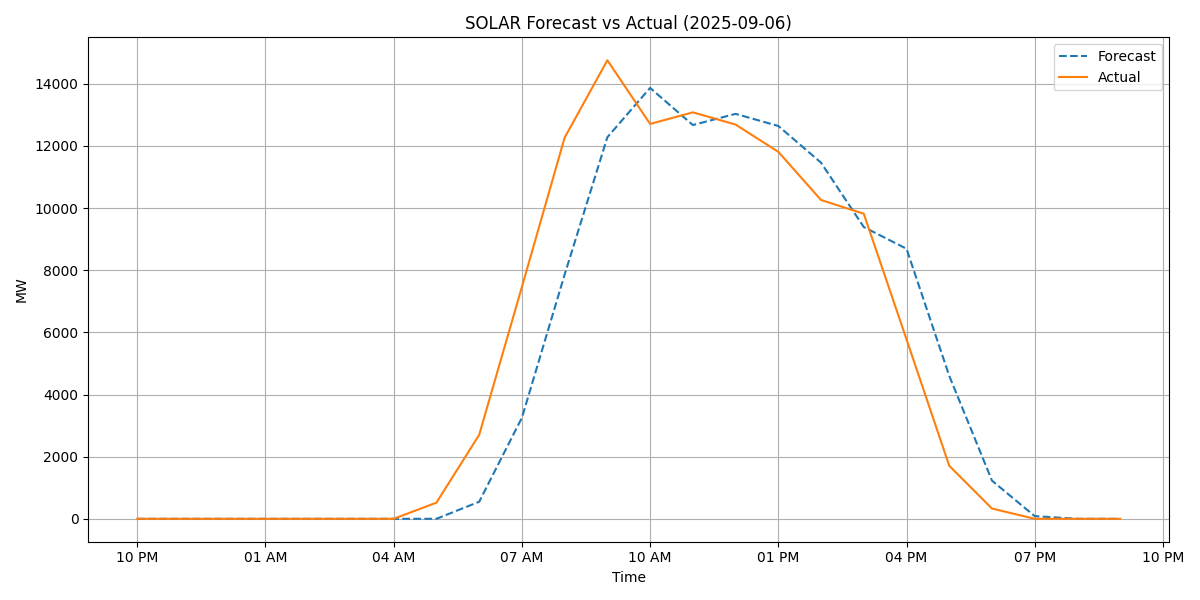 SOLAR Forecast vs Actual (2025-09-06)
Forecast
Actual
14000
12000
10000
8000
6000
4000
2000
0
MW
10 PM 01 AM 04 AM 07 AM 10 AM 01 PM 04 PM 07 PM 10 PM
Time